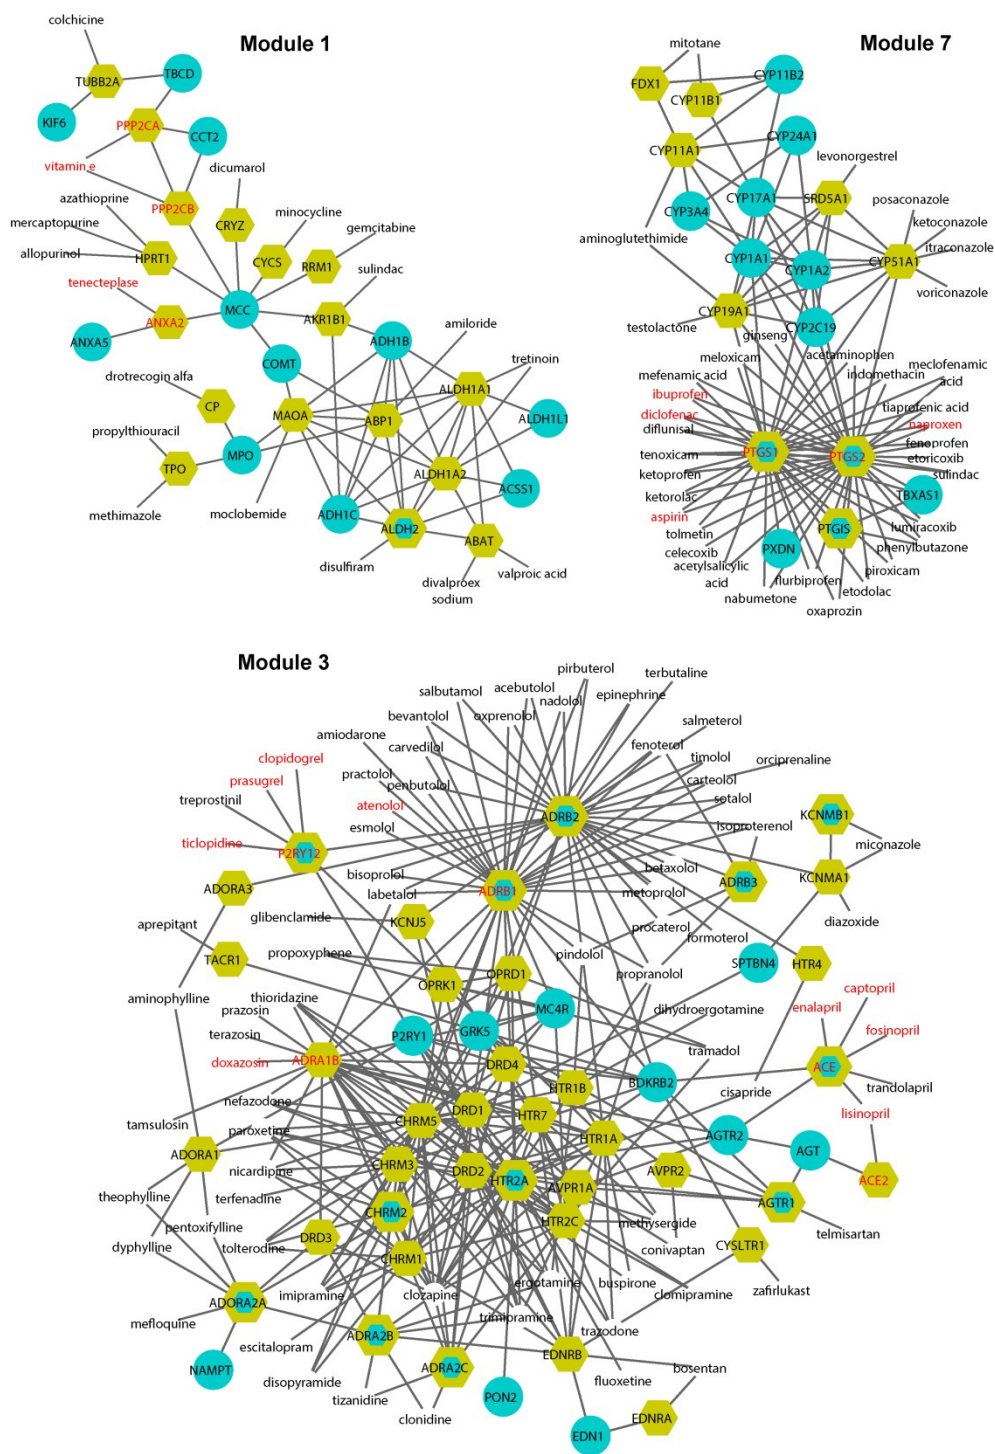 Module 1
colchicine
TUBB2A
TBCD
KIF6
PPP2CA
CCT2
vitamin e
dicumarol
azathioprine
PPP2CB
mercaptopurine
CRYZ
minocycline
gemcitabine
allopurinol
HPRT1
CYCS
RRM1
sulindac
tenecteplase
MCC
AKR1B1
ANXA2
ANXA5
amiloride
ADH1B
COMT
tretinoin
drotrecogin alfa
ALDH1A1
CP
MAOA
ABP1
ALDH1L1
propylthiouracil
MPO
TPO
ALDH1A2
ACSS1
methimazole
moclobemide
ADH1C
ALDH2
ABAT
disulfiram
valproic acid
divalproex
sodium
Module 7
mitotane
FDX1
CYP11B2
CYP11B1
CYP24A1
CYP11A1
levonorgestrel
CYP3A4
CYP17A1
SRD5A1
posaconazole
ketoconazole
aminoglutethimide
itraconazole
CYP1A1
CYP1A2
CYP51A1
voriconazole
CYP19A1
testolactone
CYP2C19
ginseng
meloxicam
acetaminophen
mefenamic acid
indomethacin
meclofenamic
acid
ibuprofen
tiaprofenic acid
diclofenac
naproxen
diflunisal
fenoprofen
tenoxicam
PTGS1
PTGS2
etoricoxib
ketoprofen
sulindac
ketorolac
TBXAS1
aspirin
lumiracoxib
tolmetin
PTGIS
phenylbutazone
celecoxib
PXDN
acetylsalicylic
acid
piroxicam
flurbiprofen
etodolac
nabumetone
oxaprozin
Module 3
pirbuterol
terbutaline
salbutamol
acebutolol
nadolol
epinephrine
bevantolol
oxprenolol
salmeterol
amiodarone
carvedilol
fenoterol
clopidogrel
timolol
orciprenaline
prasugrel
practolol
penbutolol
carteolol
treprostinil
atenolol
sotalol
esmolol
ADRB2
KCNMB1
ticlopidine
P2RY12
isoproterenol
miconazole
bisoprolol
betaxolol
ADORA3
labetalol
ADRB1
metoprolol
ADRB3
KCNMA1
aprepitant
glibenclamide
KCNJ5
procaterol
diazoxide
formoterol
propoxyphene
pindolol
TACR1
SPTBN4
HTR4
OPRK1
OPRD1
propranolol
aminophylline
thioridazine
captopril
prazosin
MC4R
dihydroergotamine
enalapril
terazosin
P2RY1
GRK5
fosinopril
doxazosin
ADRA1B
DRD4
tramadol
ACE
HTR1B
BDKRB2
nefazodone
cisapride
trandolapril
DRD1
HTR7
lisinopril
tamsulosin
CHRM5
paroxetine
HTR1A
AGTR2
AGT
ADORA1
nicardipine
CHRM3
DRD2
HTR2A
AVPR1A
AVPR2
ACE2
theophylline
terfenadine
CHRM2
HTR2C
methysergide
AGTR1
pentoxifylline
telmisartan
dyphylline
tolterodine
DRD3
CHRM1
conivaptan
CYSLTR1
ergotamine
buspirone
imipramine
clozapine
clomipramine
zafirlukast
ADORA2A
mefloquine
trimipramine
escitalopram
ADRA2B
trazodone
NAMPT
ADRA2C
EDNRB
bosentan
disopyramide
fluoxetine
tizanidine
PON2
clonidine
EDNRA
EDN1